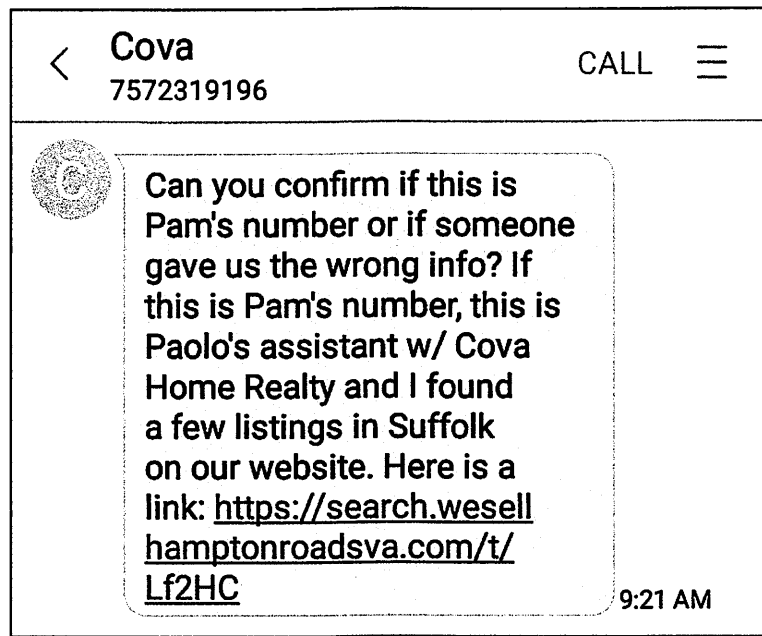 Cova
7572319196
CALL
C
Can you confirm if this is
Pam's number or if someone
gave us the wrong info? If
this is Pam's number, this is
Paolo's assistant w/ Cova
Home Realty and I found
a few listings in Suffolk
on our website. Here is a
link: https://search.wesell
hamptonroadsva.com/t/
Lf2HC
9:21 AM